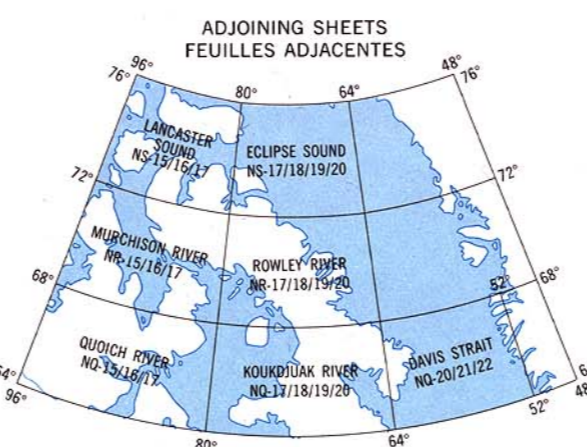 ADJOINING SHEETS
FEUILLES ADJACENTES
96°
76°
80°
64°
48°
76°
LANCASTER
SOUND
NS-15/16/17
ECLIPSE SOUND
NS-17/18/19/20
72°
72°
MURCHISON RIVER
NR-15/16/17
ROWLEY RIVER
NR-17/18/19/20
68°
52°
68°
QUOICH RIVER
NQ-15/16/17
KOUKDJUAK RIVER
NQ-17/18/19/20
DAVIS STRAIT
NQ-20/21/22
96°
80°
64°
52°